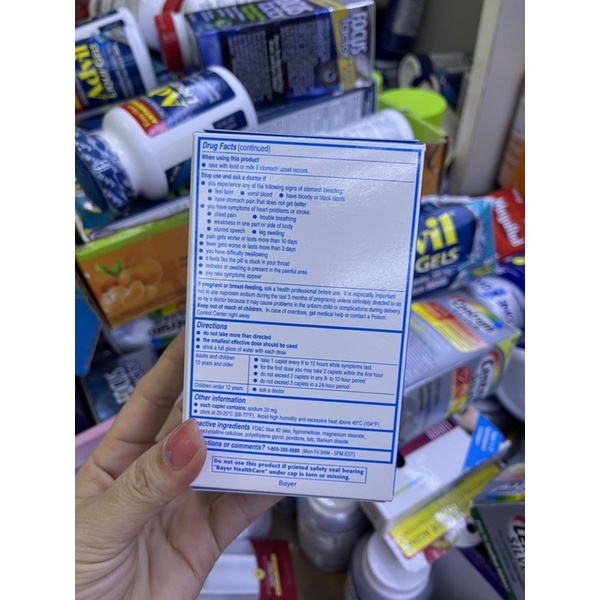 Advil
FOCUS
Advil
Drug Facts (continued)
When using this product
● take with food or milk if stomach upset occurs
Stop use and ask a doctor if
● you experience any of the following signs of stomach bleeding:
● feel faint ● vomit blood ● have bloody or black stools
● have stomach pain that does not get better
● you have symptoms of heart problems or stroke:
● chest pain ● trouble breathing
● weakness in one part or side of body
● slurred speech ● leg swelling
● pain gets worse or lasts more than 10 days
● fever gets worse or lasts more than 3 days
● you have difficulty swallowing
● it feels like the pill is stuck in your throat
● redness or swelling is present in the painful area
● any new symptoms appear
If pregnant or breast-feeding, ask a health professional before use. It is especially important
not to use naproxen sodium during the last 3 months of pregnancy unless definitely directed to do
so by a doctor because it may cause problems in the unborn child or complications during delivery.
Keep out of reach of children. In case of overdose, get medical help or contact a Poison
Control Center right away.
Directions
● do not take more than directed
● the smallest effective dose should be used
● drink a full glass of water with each dose
Adults and children
12 years and older
● take 1 caplet every 8 to 12 hours while symptoms last
● for the first dose you may take 2 caplets within the first hour
● do not exceed 2 caplets in any 8- to 12-hour period
● do not exceed 3 caplets in a 24-hour period
Children under 12 years ● ask a doctor
Other information
● each caplet contains: sodium 20 mg
● store at 20-25°C (68-77°F). Avoid high humidity and excessive heat above 40°C (104°F).
active ingredients FD&C blue #2 lake, hypromellose, magnesium stearate,
cellulose, polyethylene glycol, povidone, talc, titanium dioxide
or comments? (Mon-Fri 9AM - 5PM EST)
Do not use this product if printed safety seal bearing
"Bayer HealthCare" under cap is torn or missing.
Bayer
GELS
Centrum